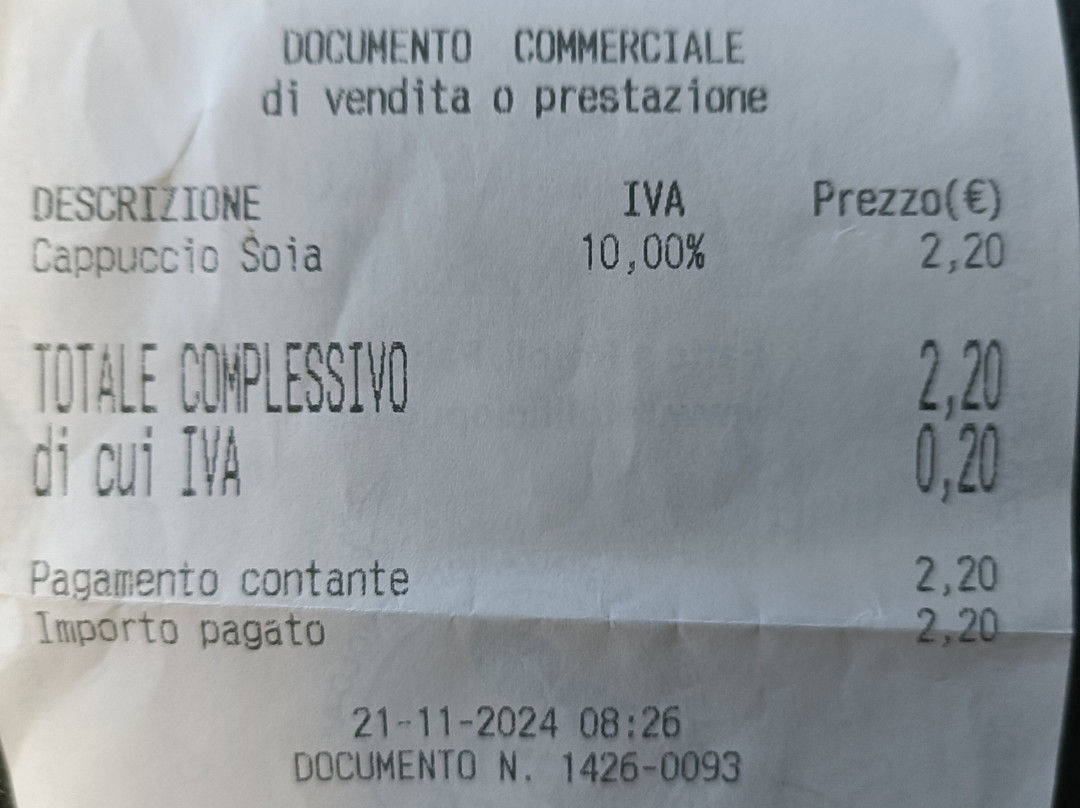 DOCUMENTO COMMERCIALE
di vendita o prestazione
DESCRIZIONE IVA Prezzo(€)
Cappuccio Soia 10,00% 2,20
TOTALE COMPLESSIVO 2,20
di cui IVA 0,20
Pagamento contante 2,20
Importo pagato 2,20
21-11-2024 08:26
DOCUMENTO N. 1426-0093